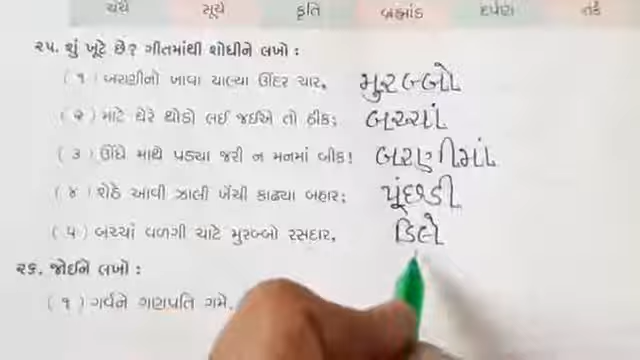 ચર્ચ સૂર્ય કૃતિ બ્રહ્માંડ દર્પણ તર્ક
૨૫. શું ખૂટે છે? ગીતમાંથી શોધીને લખો :
( ૧ ) બરણીનો ખાવા ચાલ્યા ઊંદર ચાર, મુરબ્બો
( ૨ ) માટે ઘેરે થોડો લઈ જઈએ તો ઠીક; બચ્ચાં
( ૩ ) ઊંધે માથે પડ્યા જરી ન મનમાં બીક! બરણીમાં
( ૪ ) શેઠે આવી ઝાલી ખેંચી કાઢ્યા બહાર; પૂંછડી
( ૫ ) બચ્ચાં વળગી ચાટે મુરબ્બો રસદાર, ડિલે
૨૬. જોઈને લખો :
( ૧ ) ગર્વને ગણપતિ ગમે.